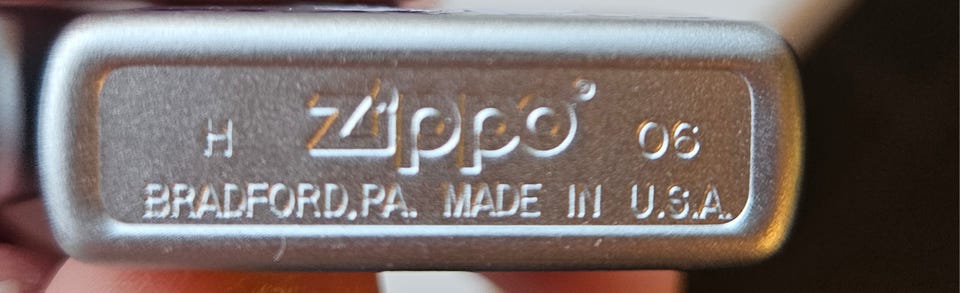 H Zippo® 06
BRADFORD,PA. MADE IN U.S.A.